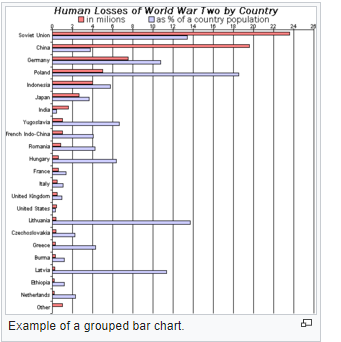 Human Losses of World War Two by Country
in milions as % of a country population
0 2 4 6 8 10 12 14 16 18 20 22 24 26
Soviet Union
China
Germany
Poland
Indonesia
Japan
India
Yugoslavia
French Indo-China
Romania
Hungary
France
Italy
United Kingdom
United States
Lithuania
Czechoslovakia
Greece
Burma
Latvia
Ethiopia
Netherlands
Other
Example of a grouped bar chart.